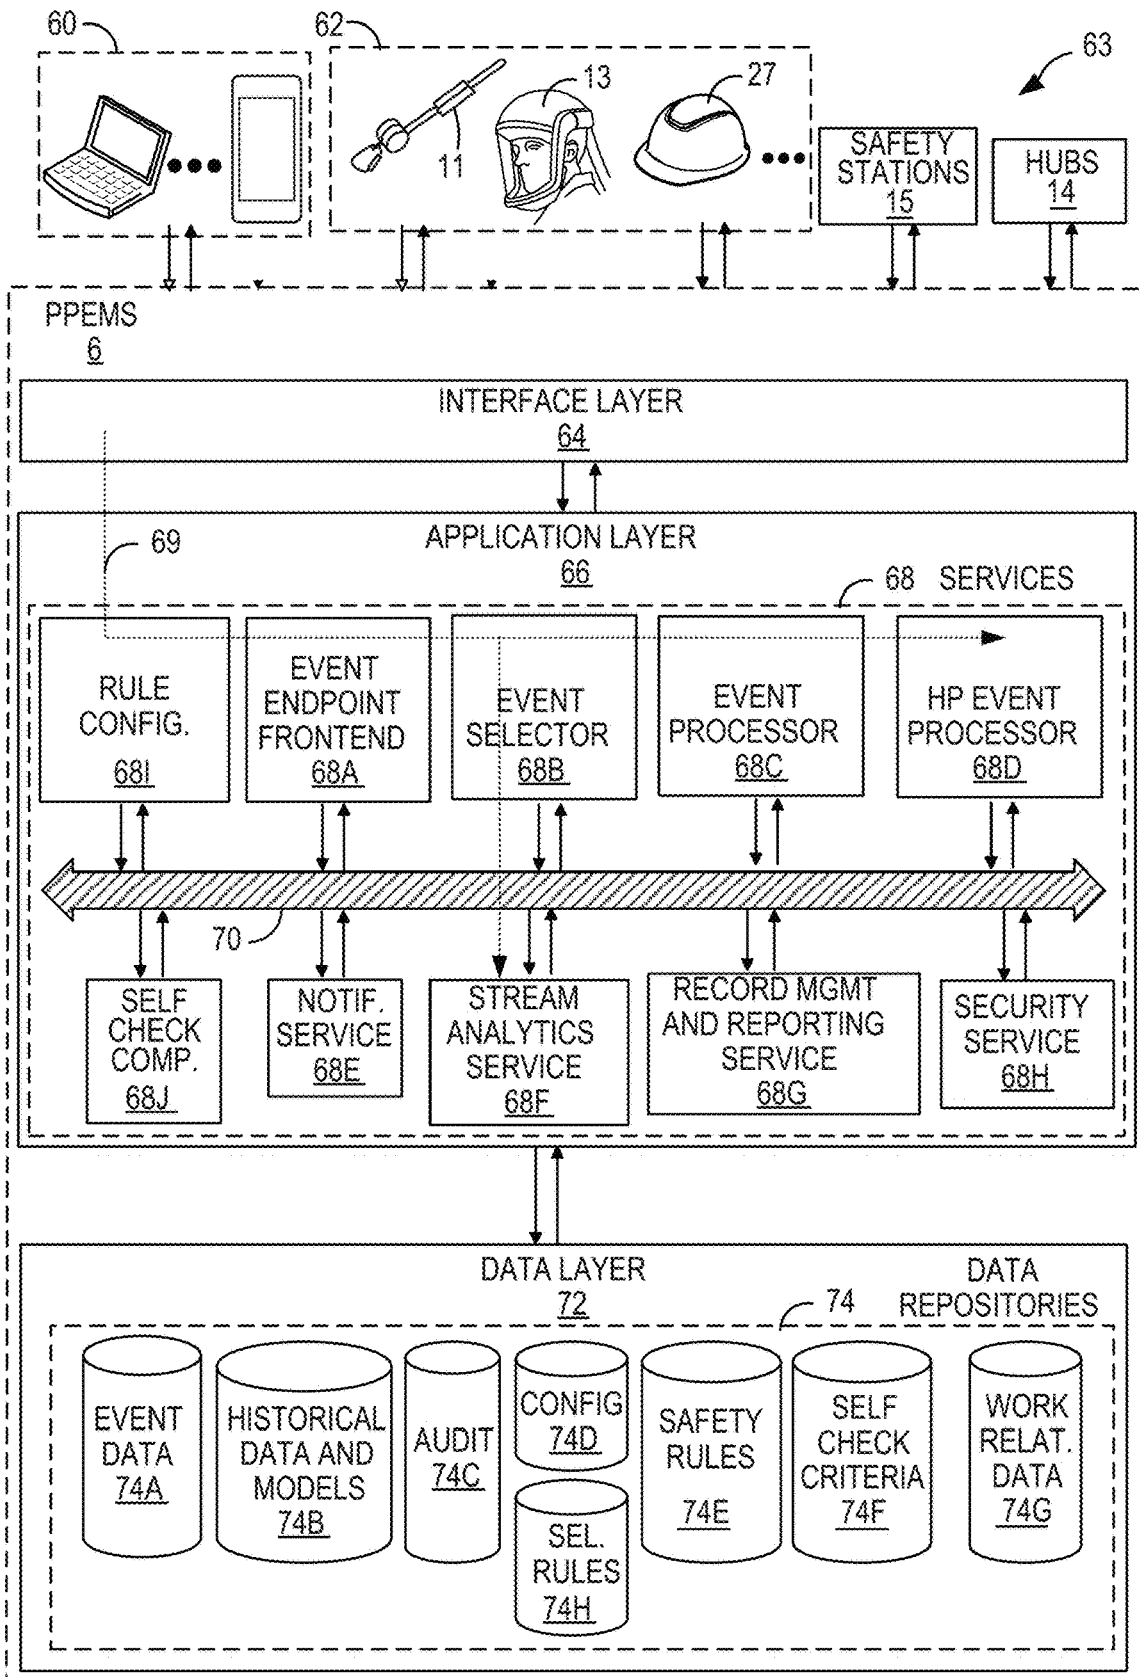 60
62
63
13
27
11
SAFETY
STATIONS
15
HUBS
14
PPEMS
6
INTERFACE LAYER
64
69
APPLICATION LAYER
66
68 SERVICES
RULE
CONFIG.
68I
EVENT
ENDPOINT
FRONTEND
68A
EVENT
SELECTOR
68B
EVENT
PROCESSOR
68C
HP EVENT
PROCESSOR
68D
70
SELF
CHECK
COMP.
68J
NOTIF.
SERVICE
68E
STREAM
ANALYTICS
SERVICE
68F
RECORD MGMT
AND REPORTING
SERVICE
68G
SECURITY
SERVICE
68H
DATA LAYER
72
74
DATA
REPOSITORIES
EVENT
DATA
74A
HISTORICAL
DATA AND
MODELS
74B
AUDIT
74C
CONFIG
74D
SEL.
RULES
74H
SAFETY
RULES
74E
SELF
CHECK
CRITERIA
74F
WORK
RELAT.
DATA
74G